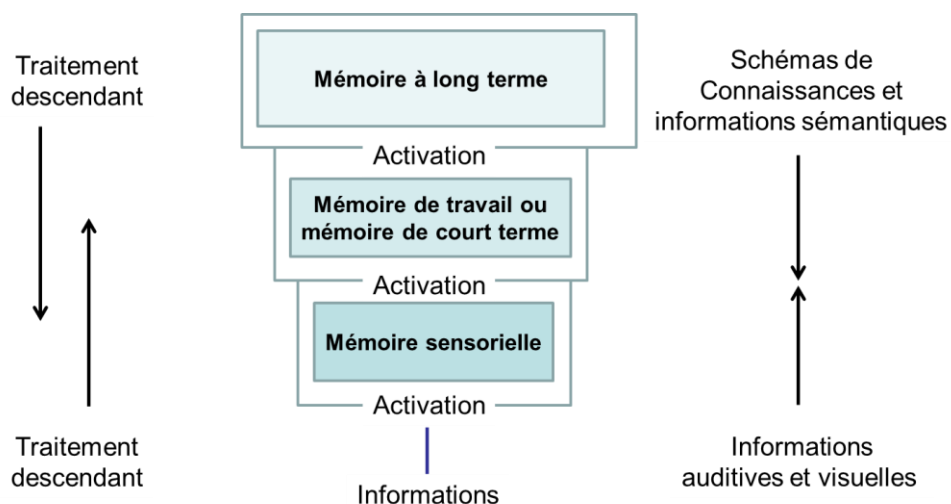 Traitement
descendant
Mémoire à long terme
Schémas de
Connaissances et
informations sémantiques
Activation
Mémoire de travail ou
mémoire de court terme
Activation
Mémoire sensorielle
Activation
Traitement
descendant
Informations
Informations
auditives et visuelles